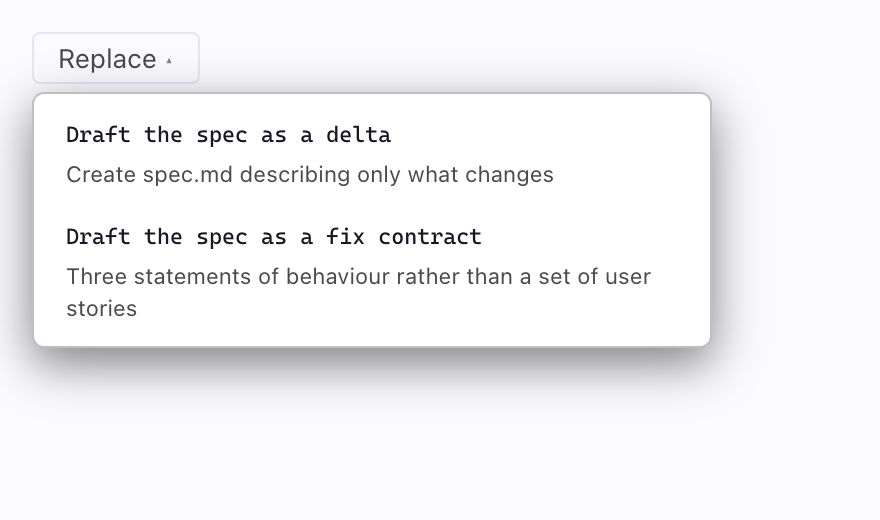 Replace ▴
Draft the spec as a delta
Create spec.md describing only what changes
Draft the spec as a fix contract
Three statements of behaviour rather than a set of user
stories